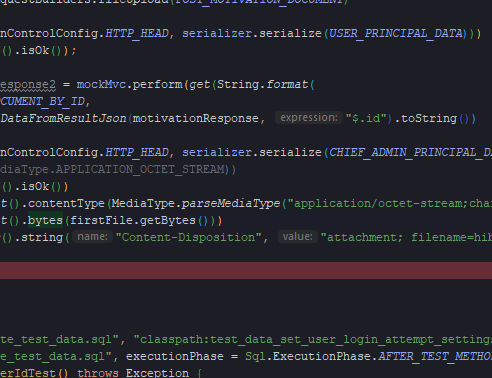 questBuilders.fileUpload(POST_MOTIVATION_DOCUMENT)
nControlConfig.HTTP_HEAD, serializer.serialize(USER_PRINCIPAL_DATA)))
().isOk());
esponse2 = mockMvc.perform(get(String.format(
CUMENT_BY_ID,
DataFromResultJson(motivationResponse, expression: "$.id").toString())
nControlConfig.HTTP_HEAD, serializer.serialize(CHIEF_ADMIN_PRINCIPAL_DA
diaType.APPLICATION_OCTET_STREAM))
().isOk())
t().contentType(MediaType.parseMediaType("application/octet-stream;char
t().bytes(firstFile.getBytes()))
().string( name: "Content-Disposition", value: "attachment; filename=hib
te_test_data.sql", "classpath:test_data_set_user_login_attempt_settings
e_test_data.sql", executionPhase = Sql.ExecutionPhase.AFTER_TEST_METHO
erIdTest() throws Exception {